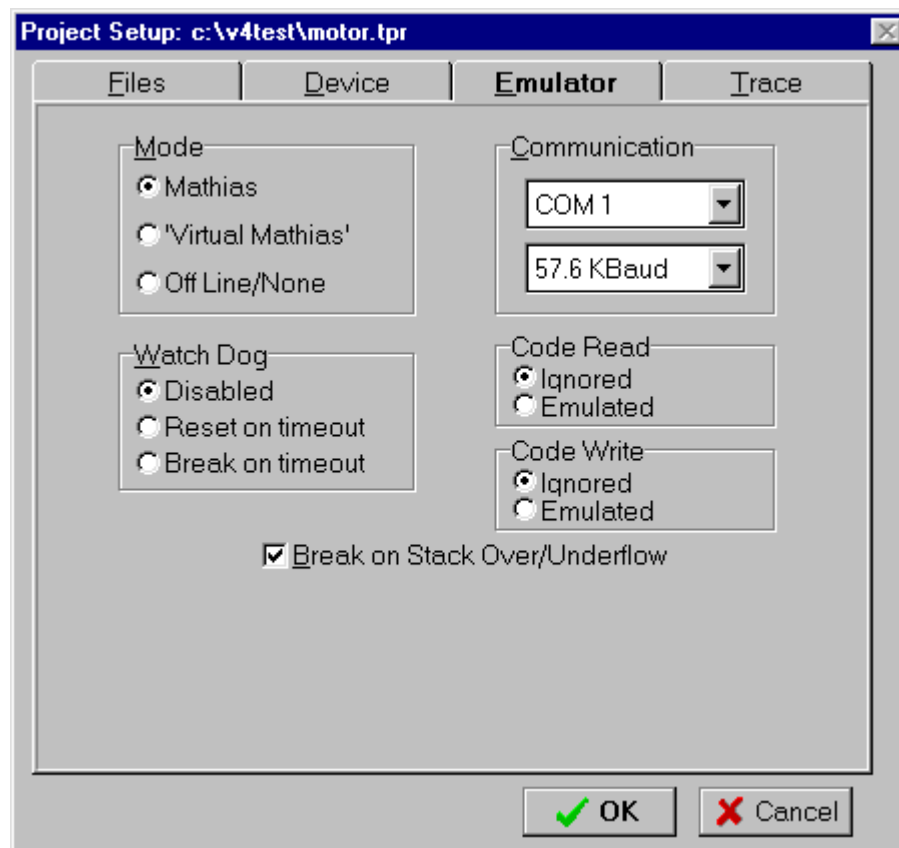 Project Setup: c:\v4test\motor.tpr
Files Device Emulator Trace
Mode
Mathias
'Virtual Mathias'
Off Line/None
Communication
COM 1
57.6 KBaud
Watch Dog
Disabled
Reset on timeout
Break on timeout
Code Read
Ignored
Emulated
Code Write
Ignored
Emulated
Break on Stack Over/Underflow
OK Cancel